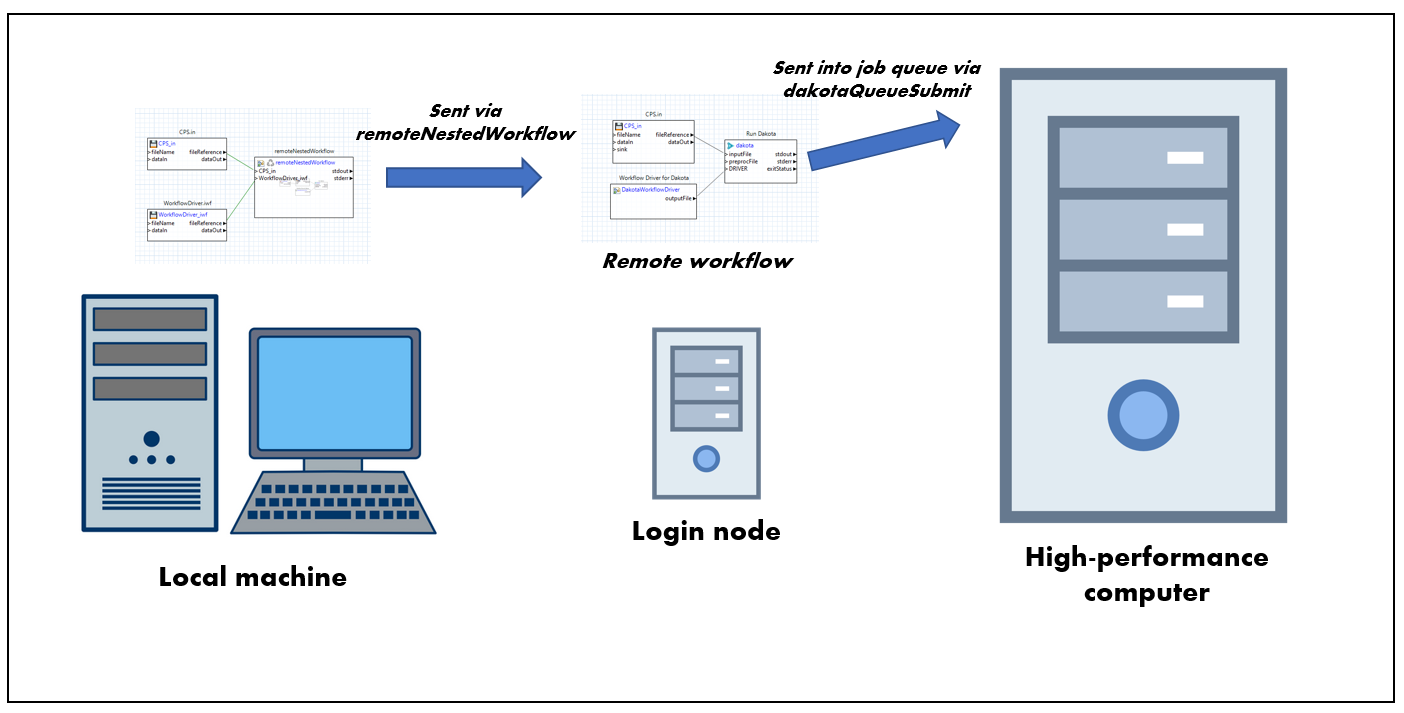 Sent via
remoteNestedWorkflow
Sent into job queue via
dakotaQueueSubmit
CPS.in
CPS_in
> fileName fileReference
> dataIn dataOut
WorkflowDriver.iwf
WorkflowDriver_iwf
> fileName fileReference
> dataIn dataOut
remoteNestedWorkflow
remoteNestedWorkflow
> CPS_in stdout
> WorkflowDriver_iwf stderr
CPS.in
CPS_in
> fileName fileReference
> dataIn dataOut
> sink
Workflow Driver for Dakota
DakotaWorkflowDriver
outputFile
Run Dakota
dakota
> inputFile stdout
> preprocFile stderr
> DRIVER exitStatus
Remote workflow
Local machine
Login node
High-performance
computer